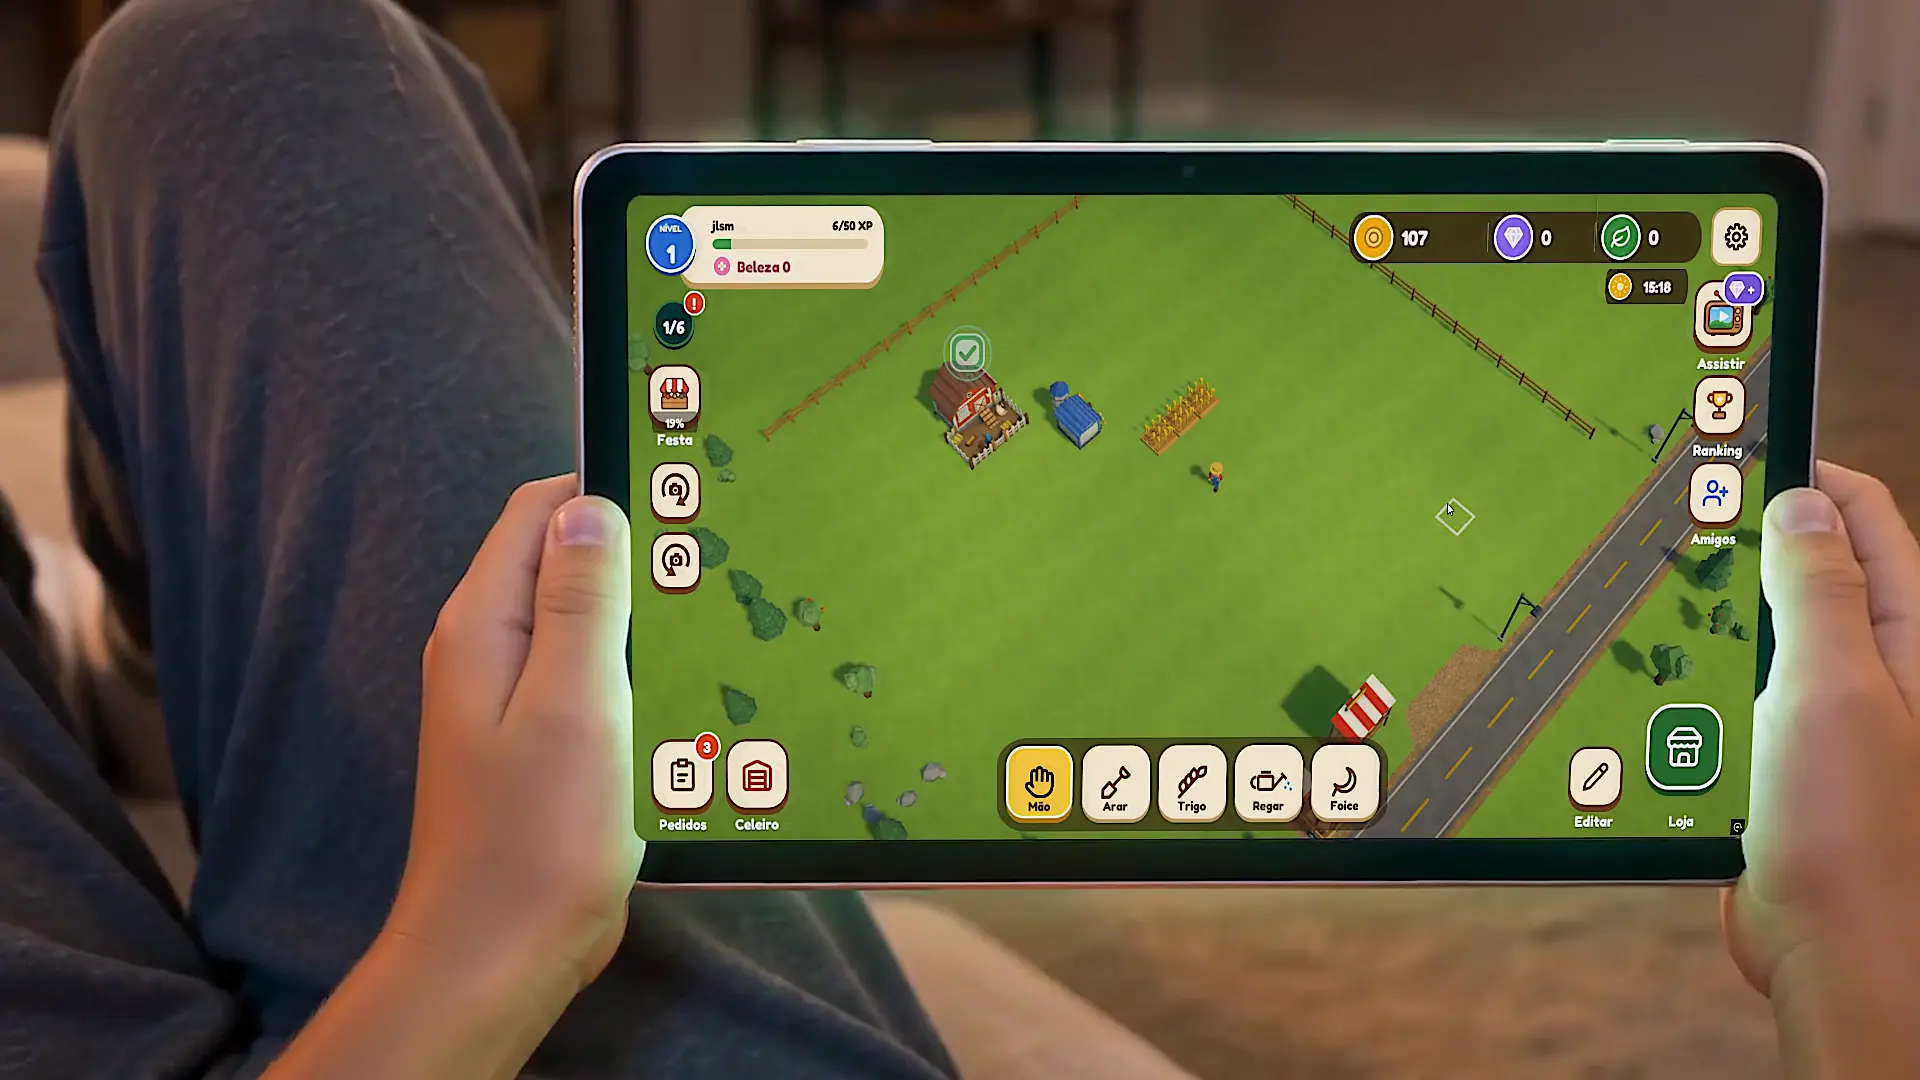 NÍVEL
1
jlsm
6/50 XP
Beleza 0
107
0
0
15:18
1/6
!
19%
Festa
Assistir
Ranking
Amigos
3
Pedidos
Celeiro
Mão
Arar
Trigo
Regar
Foice
Editar
Loja